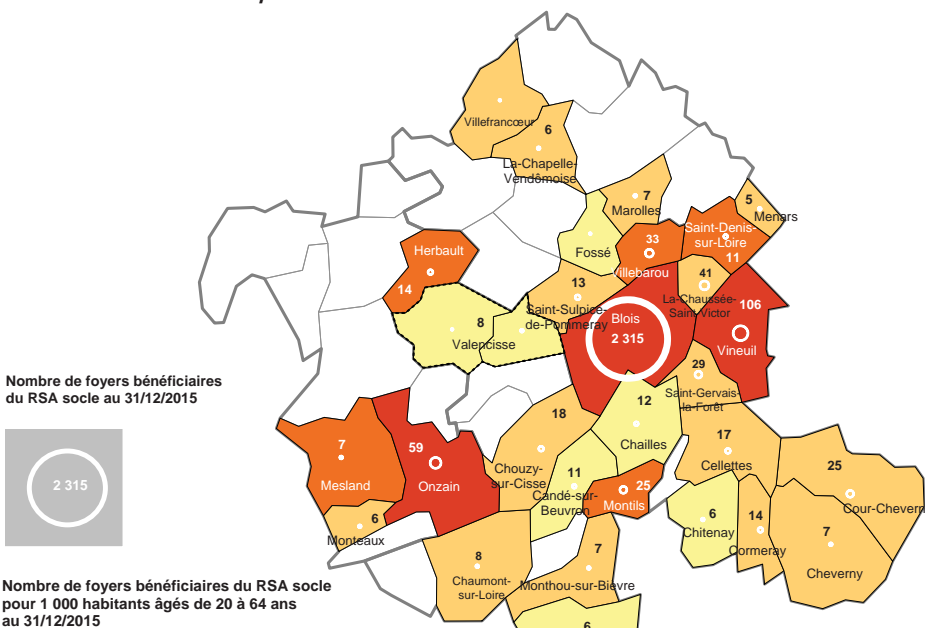 Villefrancœur
6
La-Chapelle-
Vendômoise
7
Marolles
5
Menars
Fossé
33
Villebarou
Saint-Denis-
sur-Loire
11
Herbault
14
13
Saint-Sulpice-
de-Pommeray
41
La-Chaussée-
Saint-Victor
106
Vineuil
Blois
2 315
8
Valencisse
29
Saint-Gervais-
la-Forêt
Nombre de foyers bénéficiaires
du RSA socle au 31/12/2015
2 315
7
Mesland
59
Onzain
18
Chouzy-
sur-Cisse
12
Chailles
17
Cellettes
25
Cour-Chevern
11
Candé-sur-
Beuvron
25
Montils
6
Monteaux
6
Chitenay
14
Cormeray
7
Cheverny
8
Chaumont-
sur-Loire
7
Monthou-sur-Bièvre
6
Nombre de foyers bénéficiaires du RSA socle
pour 1 000 habitants âgés de 20 à 64 ans
au 31/12/2015